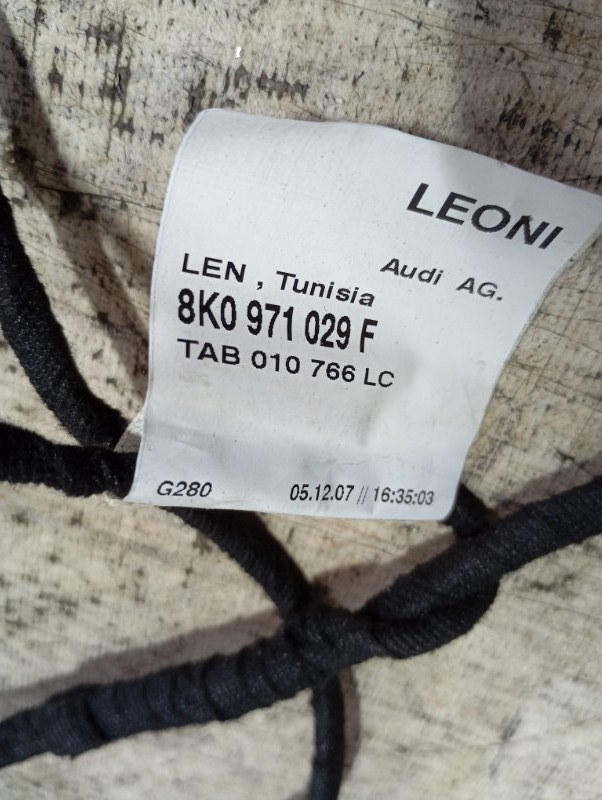 LEONI
Audi AG.
LEN , Tunisia
8K0 971 029 F
TAB 010 766 LC
G280 05.12.07 // 16:35:03